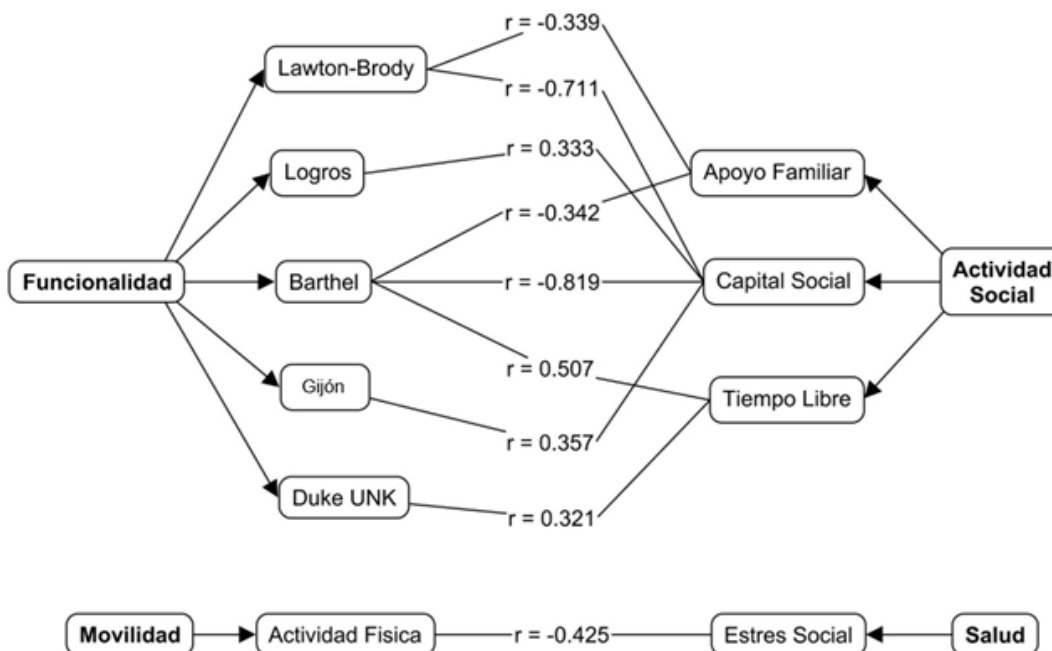 r = -0.339
Lawton-Brody
r = -0.711
r = 0.333
Logros
Apoyo Familiar
r = -0.342
Funcionalidad
Barthel
r = -0.819
Capital Social
Actividad
Social
r = 0.507
Gijón
Tiempo Libre
r = 0.357
Duke UNK
r = 0.321
Movilidad
Actividad Fisica
r = -0.425
Estres Social
Salud